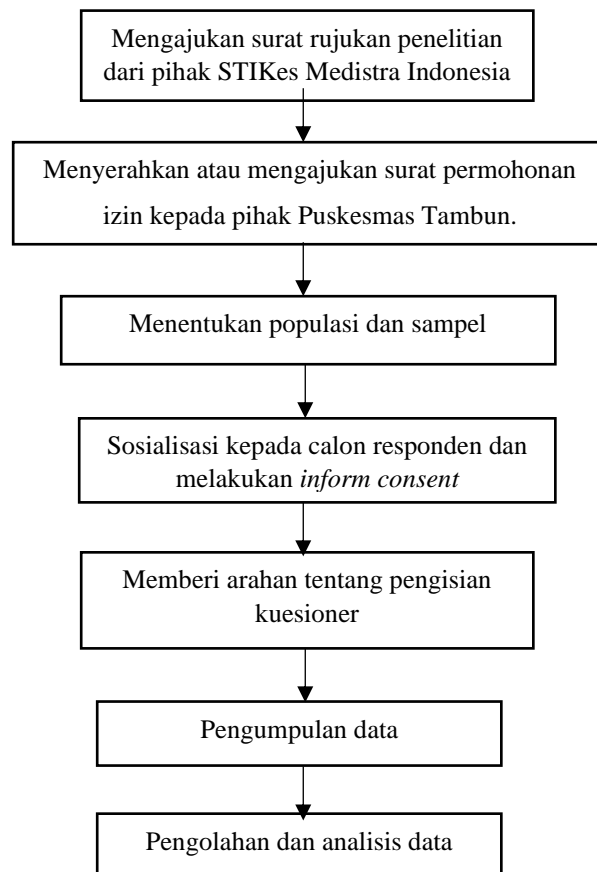 Mengajukan surat rujukan penelitian
dari pihak STIKes Medistra Indonesia
Menyerahkan atau mengajukan surat permohonan
izin kepada pihak Puskesmas Tambun.
Menentukan populasi dan sampel
Sosialisasi kepada calon responden dan
melakukan inform consent
Memberi arahan tentang pengisian
kuesioner
Pengumpulan data
Pengolahan dan analisis data